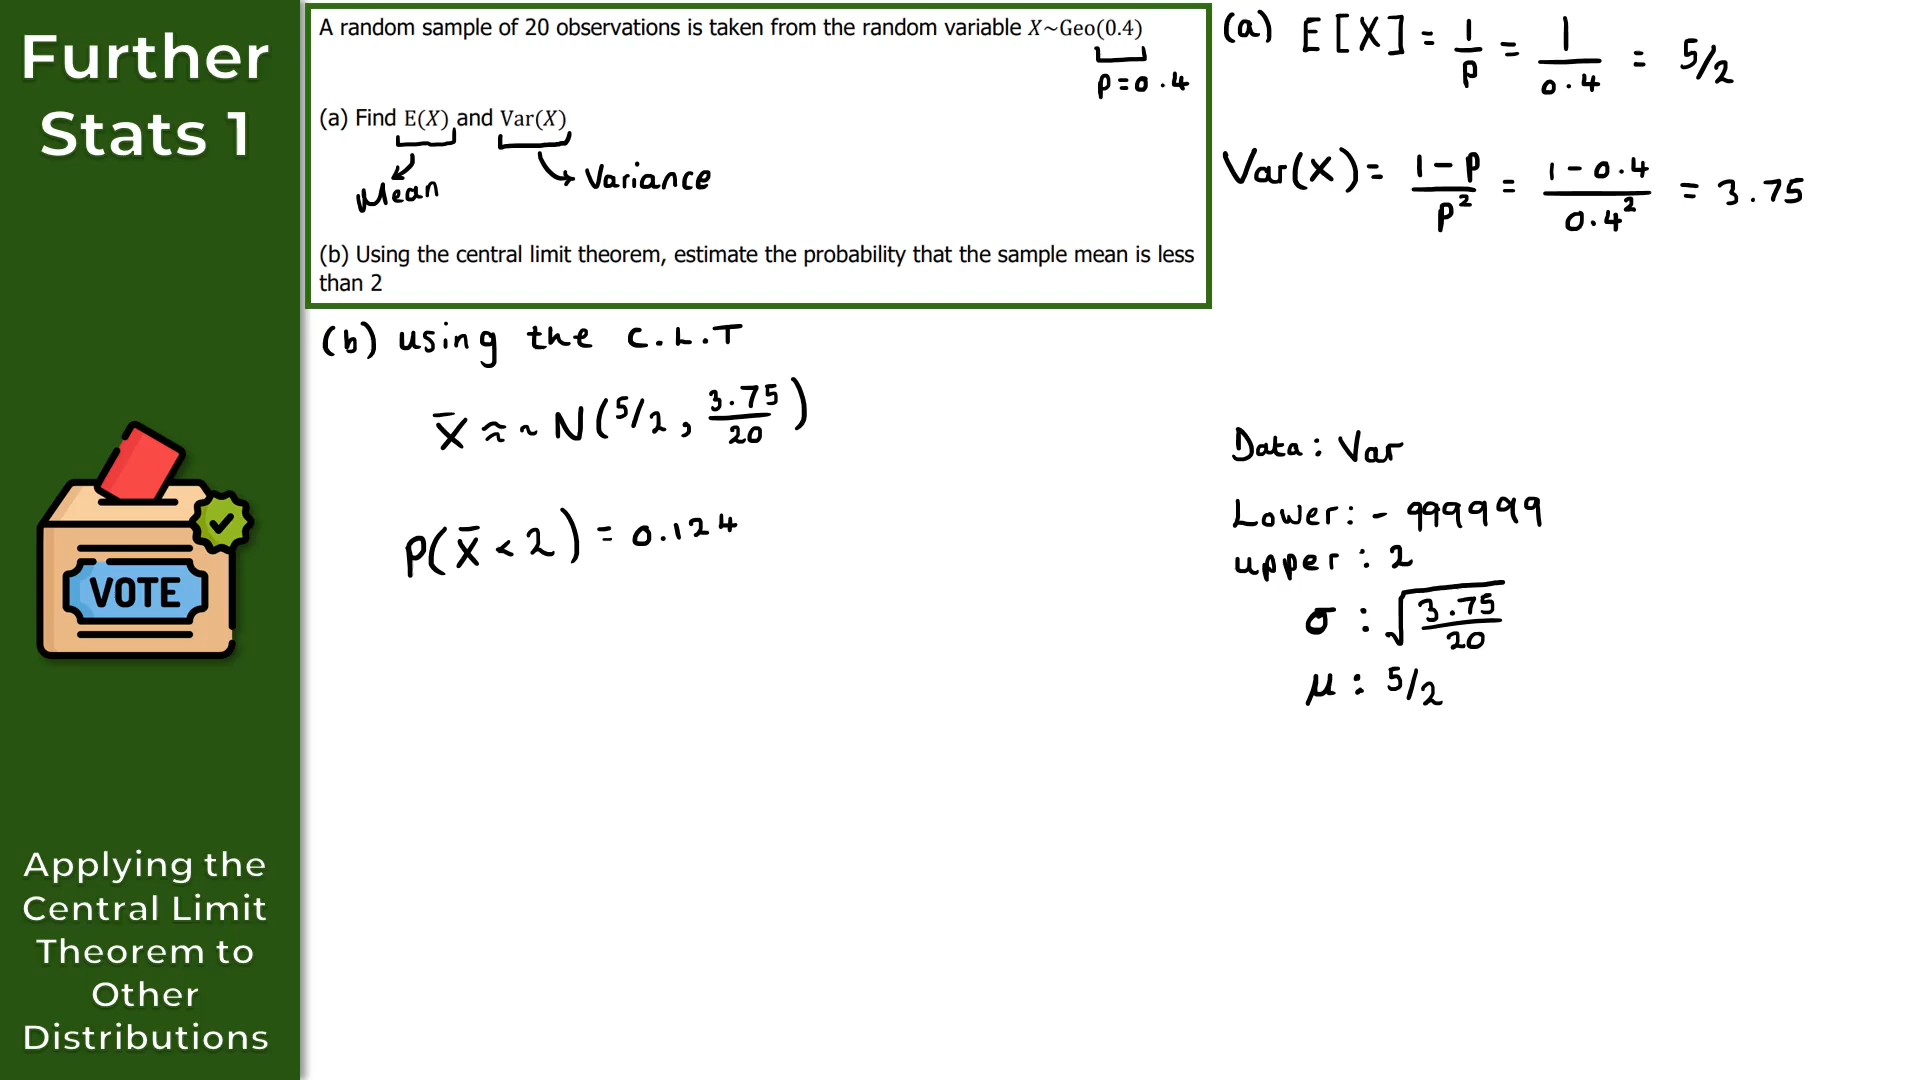 Further
Stats 1
VOTE
Applying the
Central Limit
Theorem to
Other
Distributions
A random sample of 20 observations is taken from the random variable X~Geo(0.4)
p = 0.4
(a) Find E(X) and Var(X)
Mean
Variance
(b) Using the central limit theorem, estimate the probability that the sample mean is less
than 2
(a) E[X] = 1/p = 1/0.4 = 5/2
Var(X) = (1-p)/p² = (1-0.4)/0.4² = 3.75
(b) using the C.L.T
X̄ ≈~ N(5/2, 3.75/20)
P(X̄ < 2) = 0.124
Data: Var
Lower: -999999
upper: 2
σ : √(3.75/20)
μ : 5/2